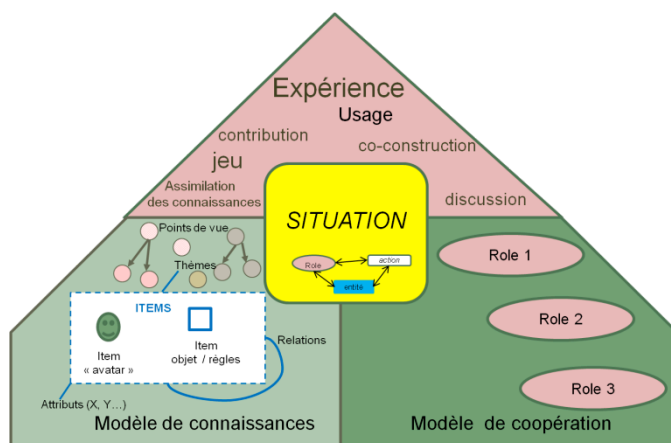 Expérience
Usage
contribution
co-construction
jeu
Assimilation
des connaissances
discussion
SITUATION
Role
action
entité
Points de vue
Thèmes
ITEMS
Item
« avatar »
Item
objet / régles
Relations
Attributs (X, Y…)
Modèle de connaissances
Role 1
Role 2
Role 3
Modèle de coopération